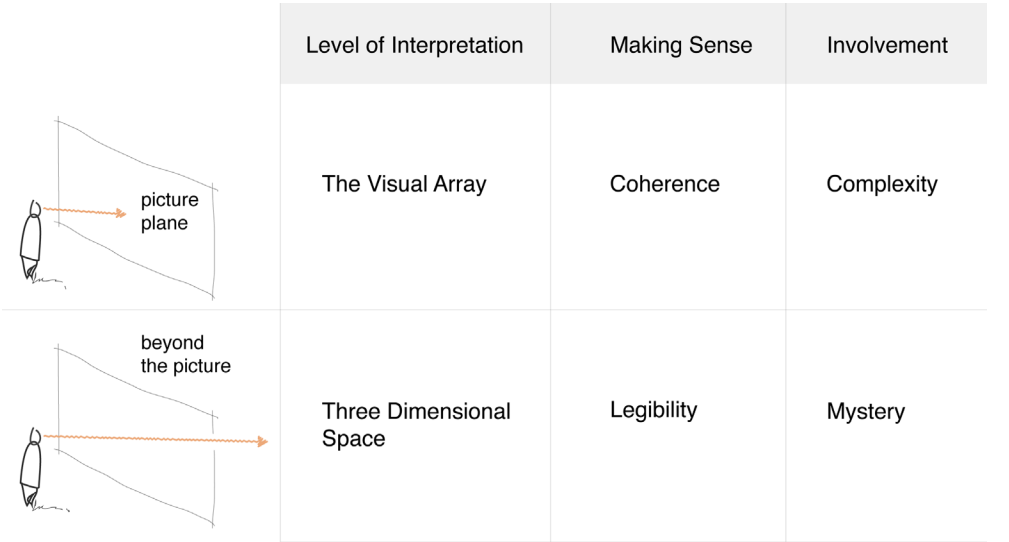 Level of Interpretation
Making Sense
Involvement
picture
plane
The Visual Array
Coherence
Complexity
beyond
the picture
Three Dimensional
Space
Legibility
Mystery